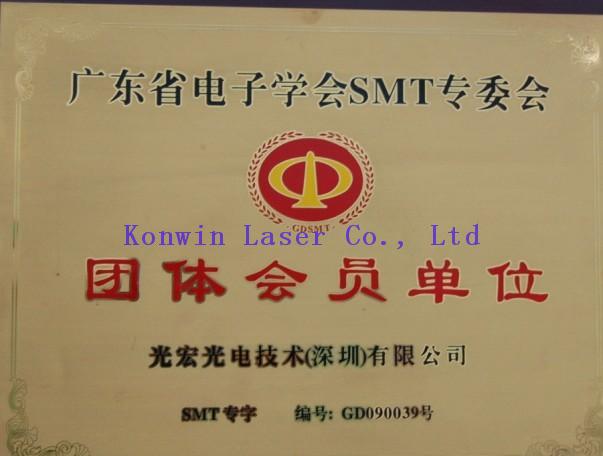 广东省电子学会SMT专委会
GDSMT
Konwin Laser Co., Ltd
团体会员单位
光宏光电技术(深圳)有限公司
SMT专字 编号: GD090039号